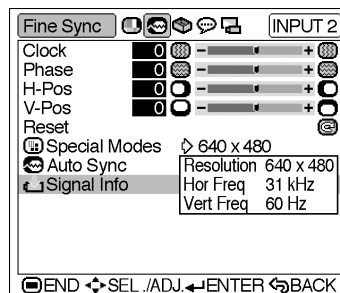 Fine Sync INPUT 2
Clock 0 - +
Phase 0 - +
H-Pos 0 - +
V-Pos 0 - +
Reset
Special Modes 640 x 480
Auto Sync Resolution 640 x 480
Signal Info Hor Freq 31 kHz
Vert Freq 60 Hz
END SEL./ADJ. ENTER BACK